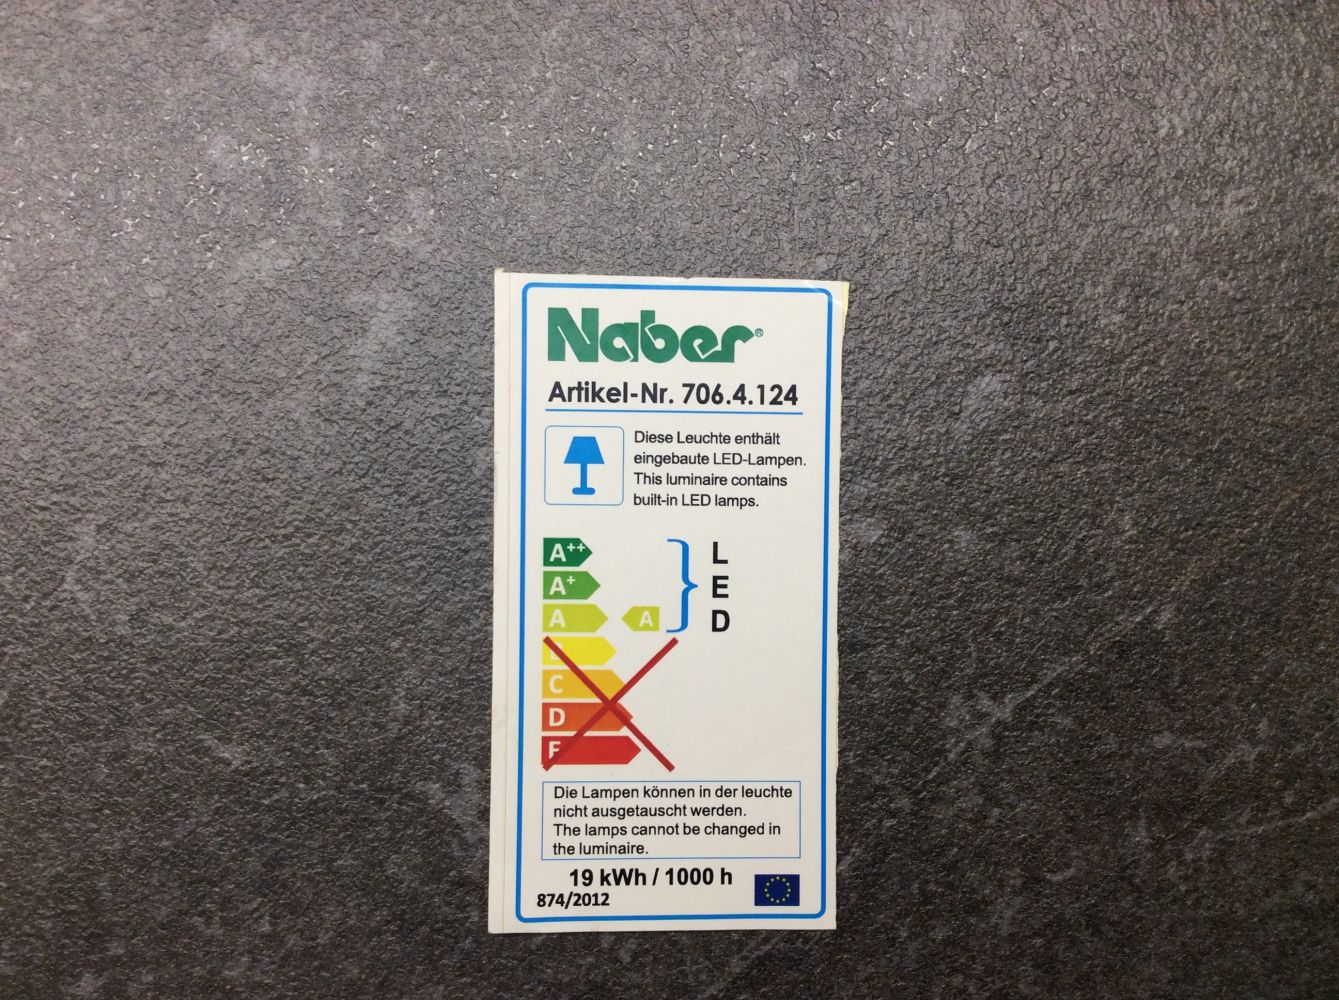 Naber®
Artikel-Nr. 706.4.124
Diese Leuchte enthält
eingebaute LED-Lampen.
This luminaire contains
built-in LED lamps.
A++
A+
A
A
L
E
D
C
D
E
Die Lampen können in der leuchte
nicht ausgetauscht werden.
The lamps cannot be changed in
the luminaire.
19 kWh / 1000 h
874/2012